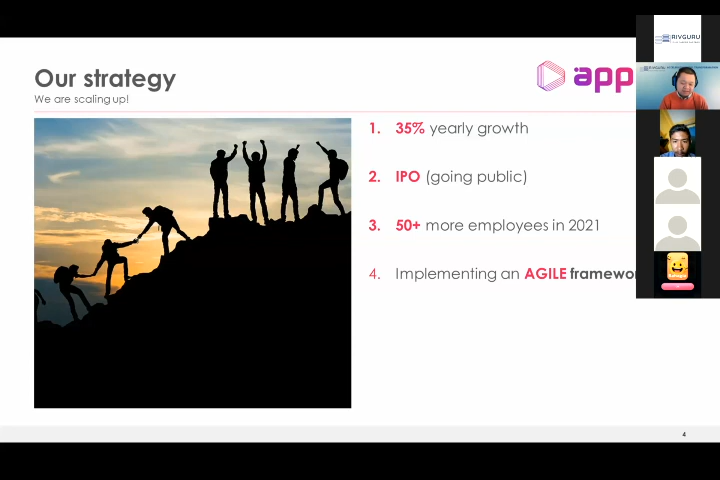 Our strategy
We are scaling up!
app
1. 35% yearly growth
2. IPO (going public)
3. 50+ more employees in 2021
4. Implementing an AGILE framewor
4
RIVGURU